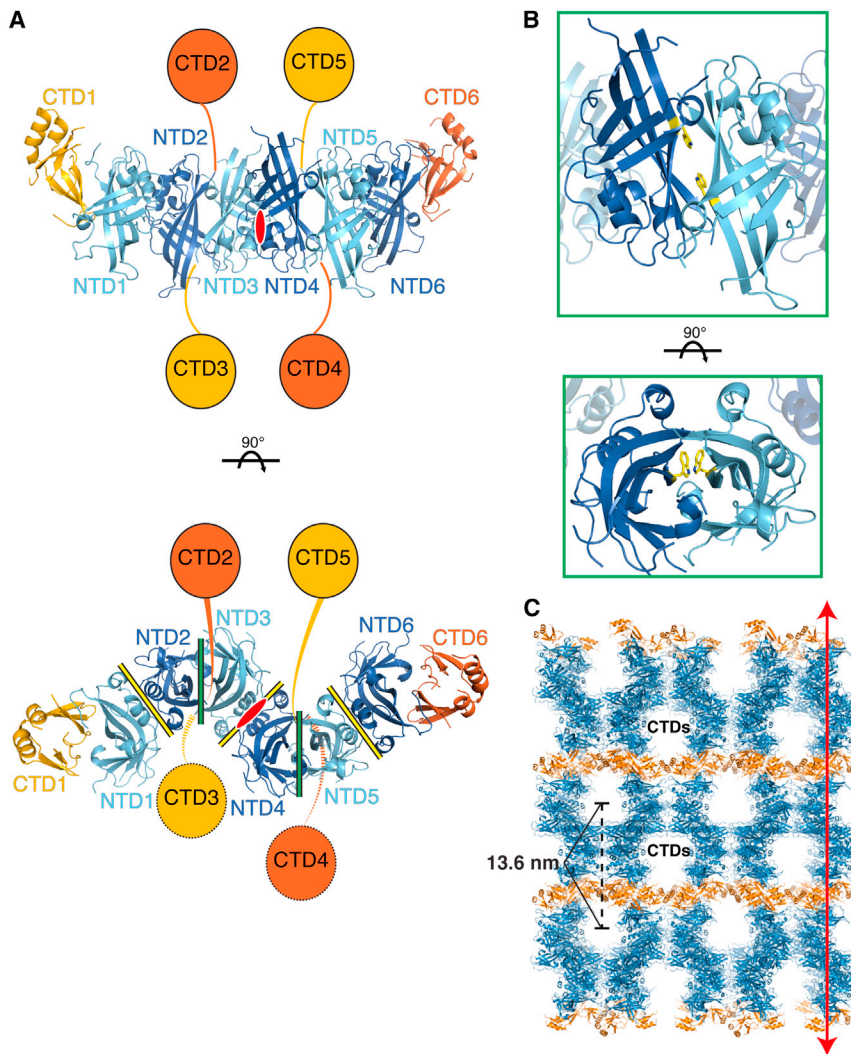 A
CTD2
CTD5
CTD1
CTD6
NTD2
NTD5
NTD1
NTD3
NTD4
NTD6
CTD3
CTD4
90°
CTD2
CTD5
NTD3
NTD2
NTD6
CTD6
CTD1
NTD1
CTD3
NTD4
NTD5
CTD4
B
90°
C
CTDs
CTDs
13.6 nm